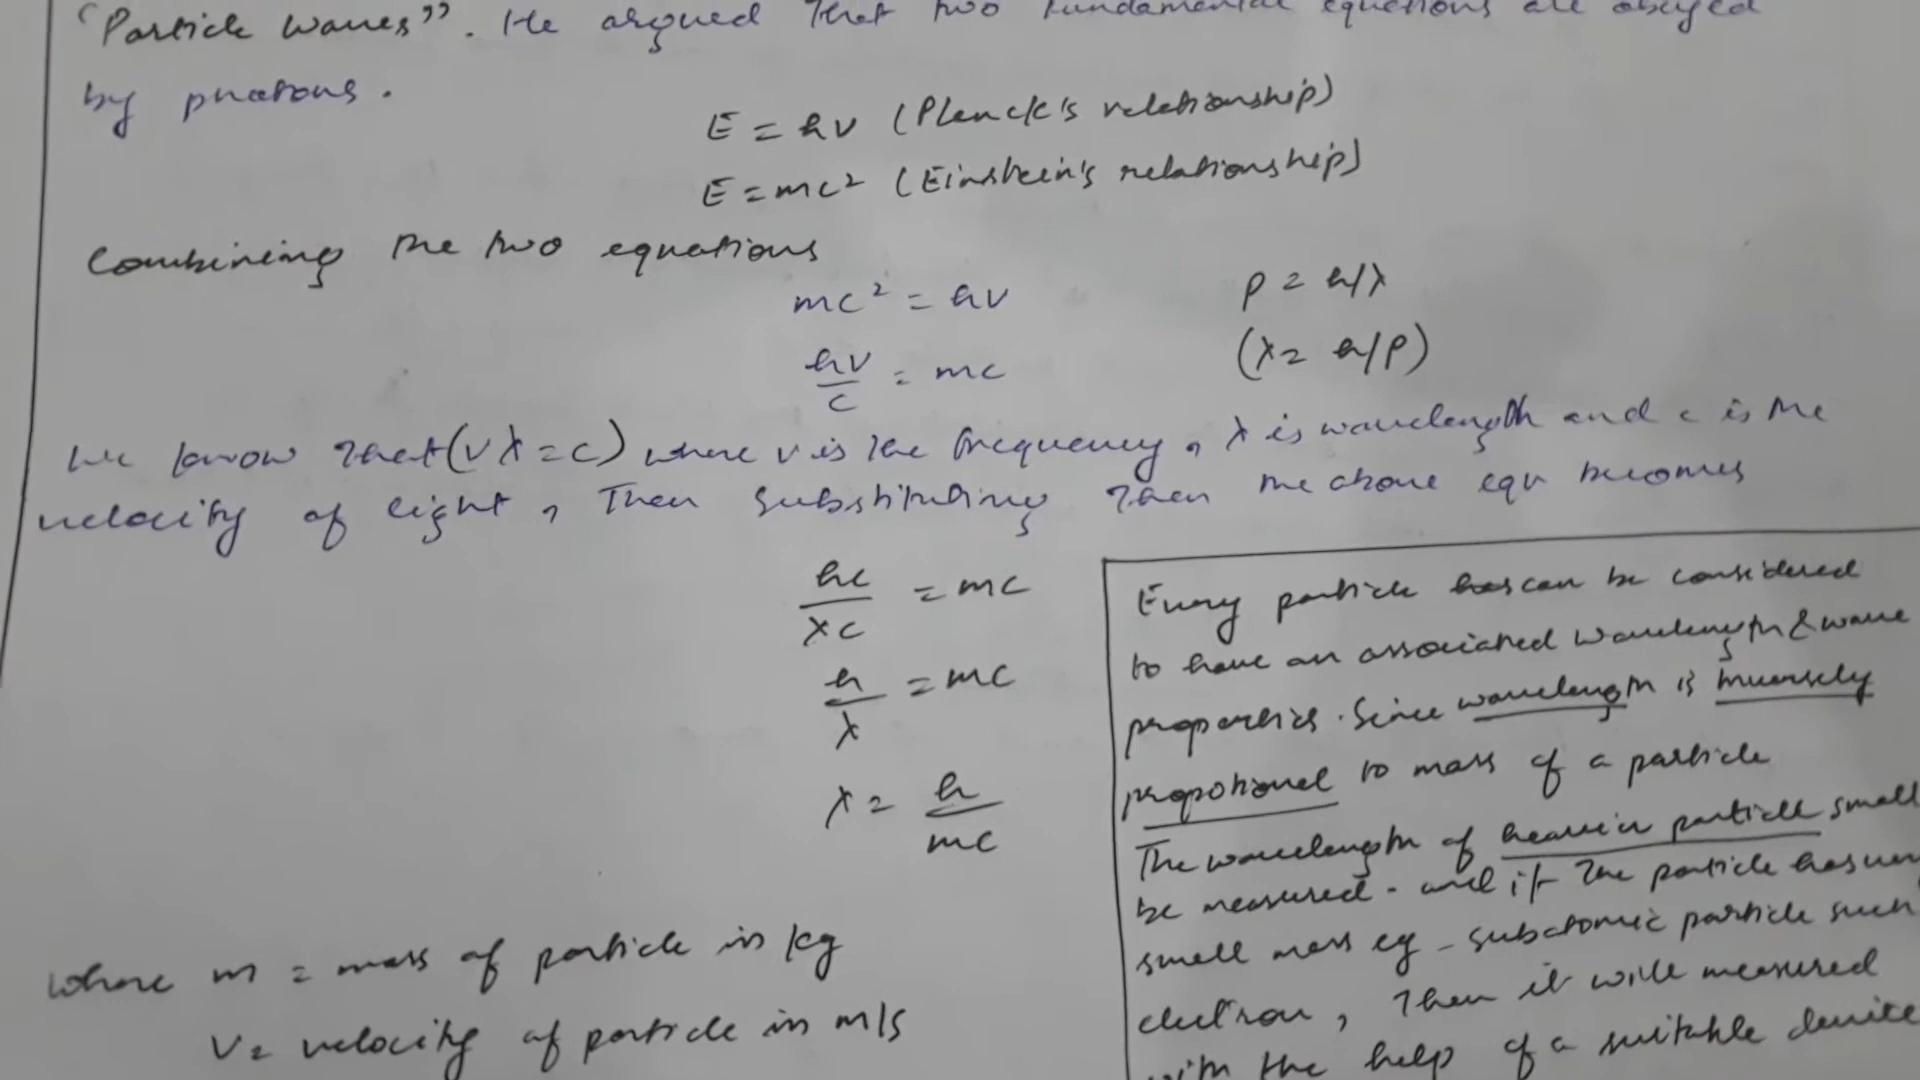 "Particle waves". He argued that two fundamental equations are obeyed
by photons.
E = hν (Planck's relationship)
E = mc² (Einstein's relationship)
Combining the two equations
mc² = hν
p = h/λ
hν/c = mc
(λ = h/p)
We know that (νλ = c) where ν is the frequency, λ is wavelength and c is the
velocity of light, Then substituting then the above eqn becomes
hc/λc = mc
h/λ = mc
λ = h/mc
where m = mass of particle in kg
V = velocity of particle in m/s
Every particle has can be considered
to have an associated wavelength & wave
properties. Since wavelength is inversely
propotional to mass of a particle
The wavelength of heavier particle small
be measured - and if the particle has very
small mass eg - subatomic particle such
electron, Then it will measured
with the help of a suitable device